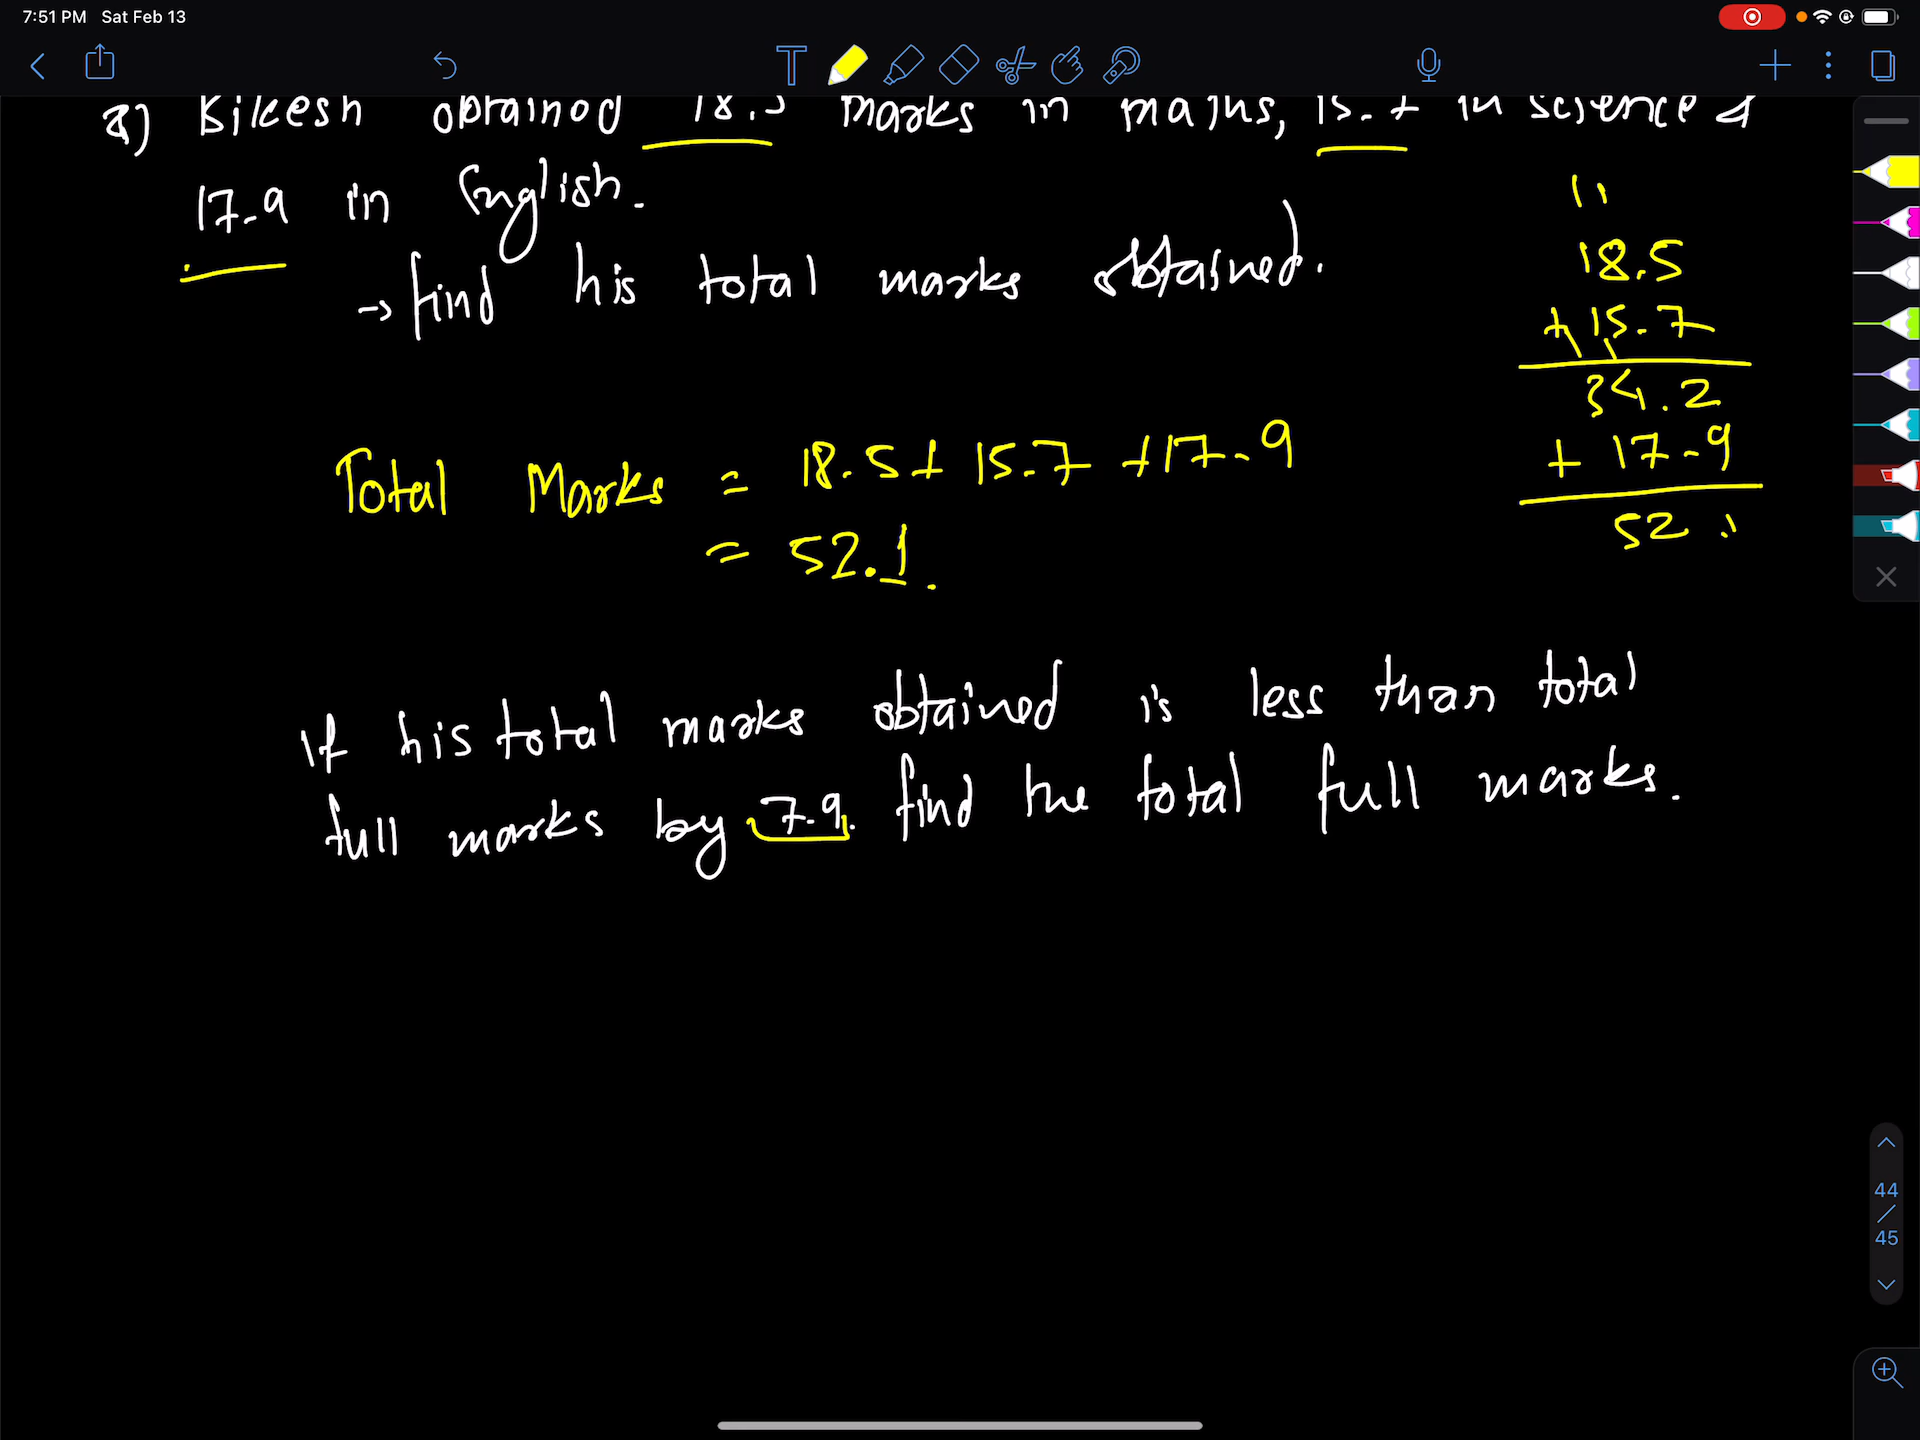 7:51 PM Sat Feb 13
Q) Bikesh obtained 18.5 marks in maths, 15.7 in science &
17.9 in English.
→ find his total marks obtained.
11
18.5
+ 15.7
34.2
+ 17.9
52.1
Total Marks = 18.5 + 15.7 + 17.9
= 52.1.
if his total marks obtained is less than total
full marks by 7.9. find the total full marks.
44
/
45